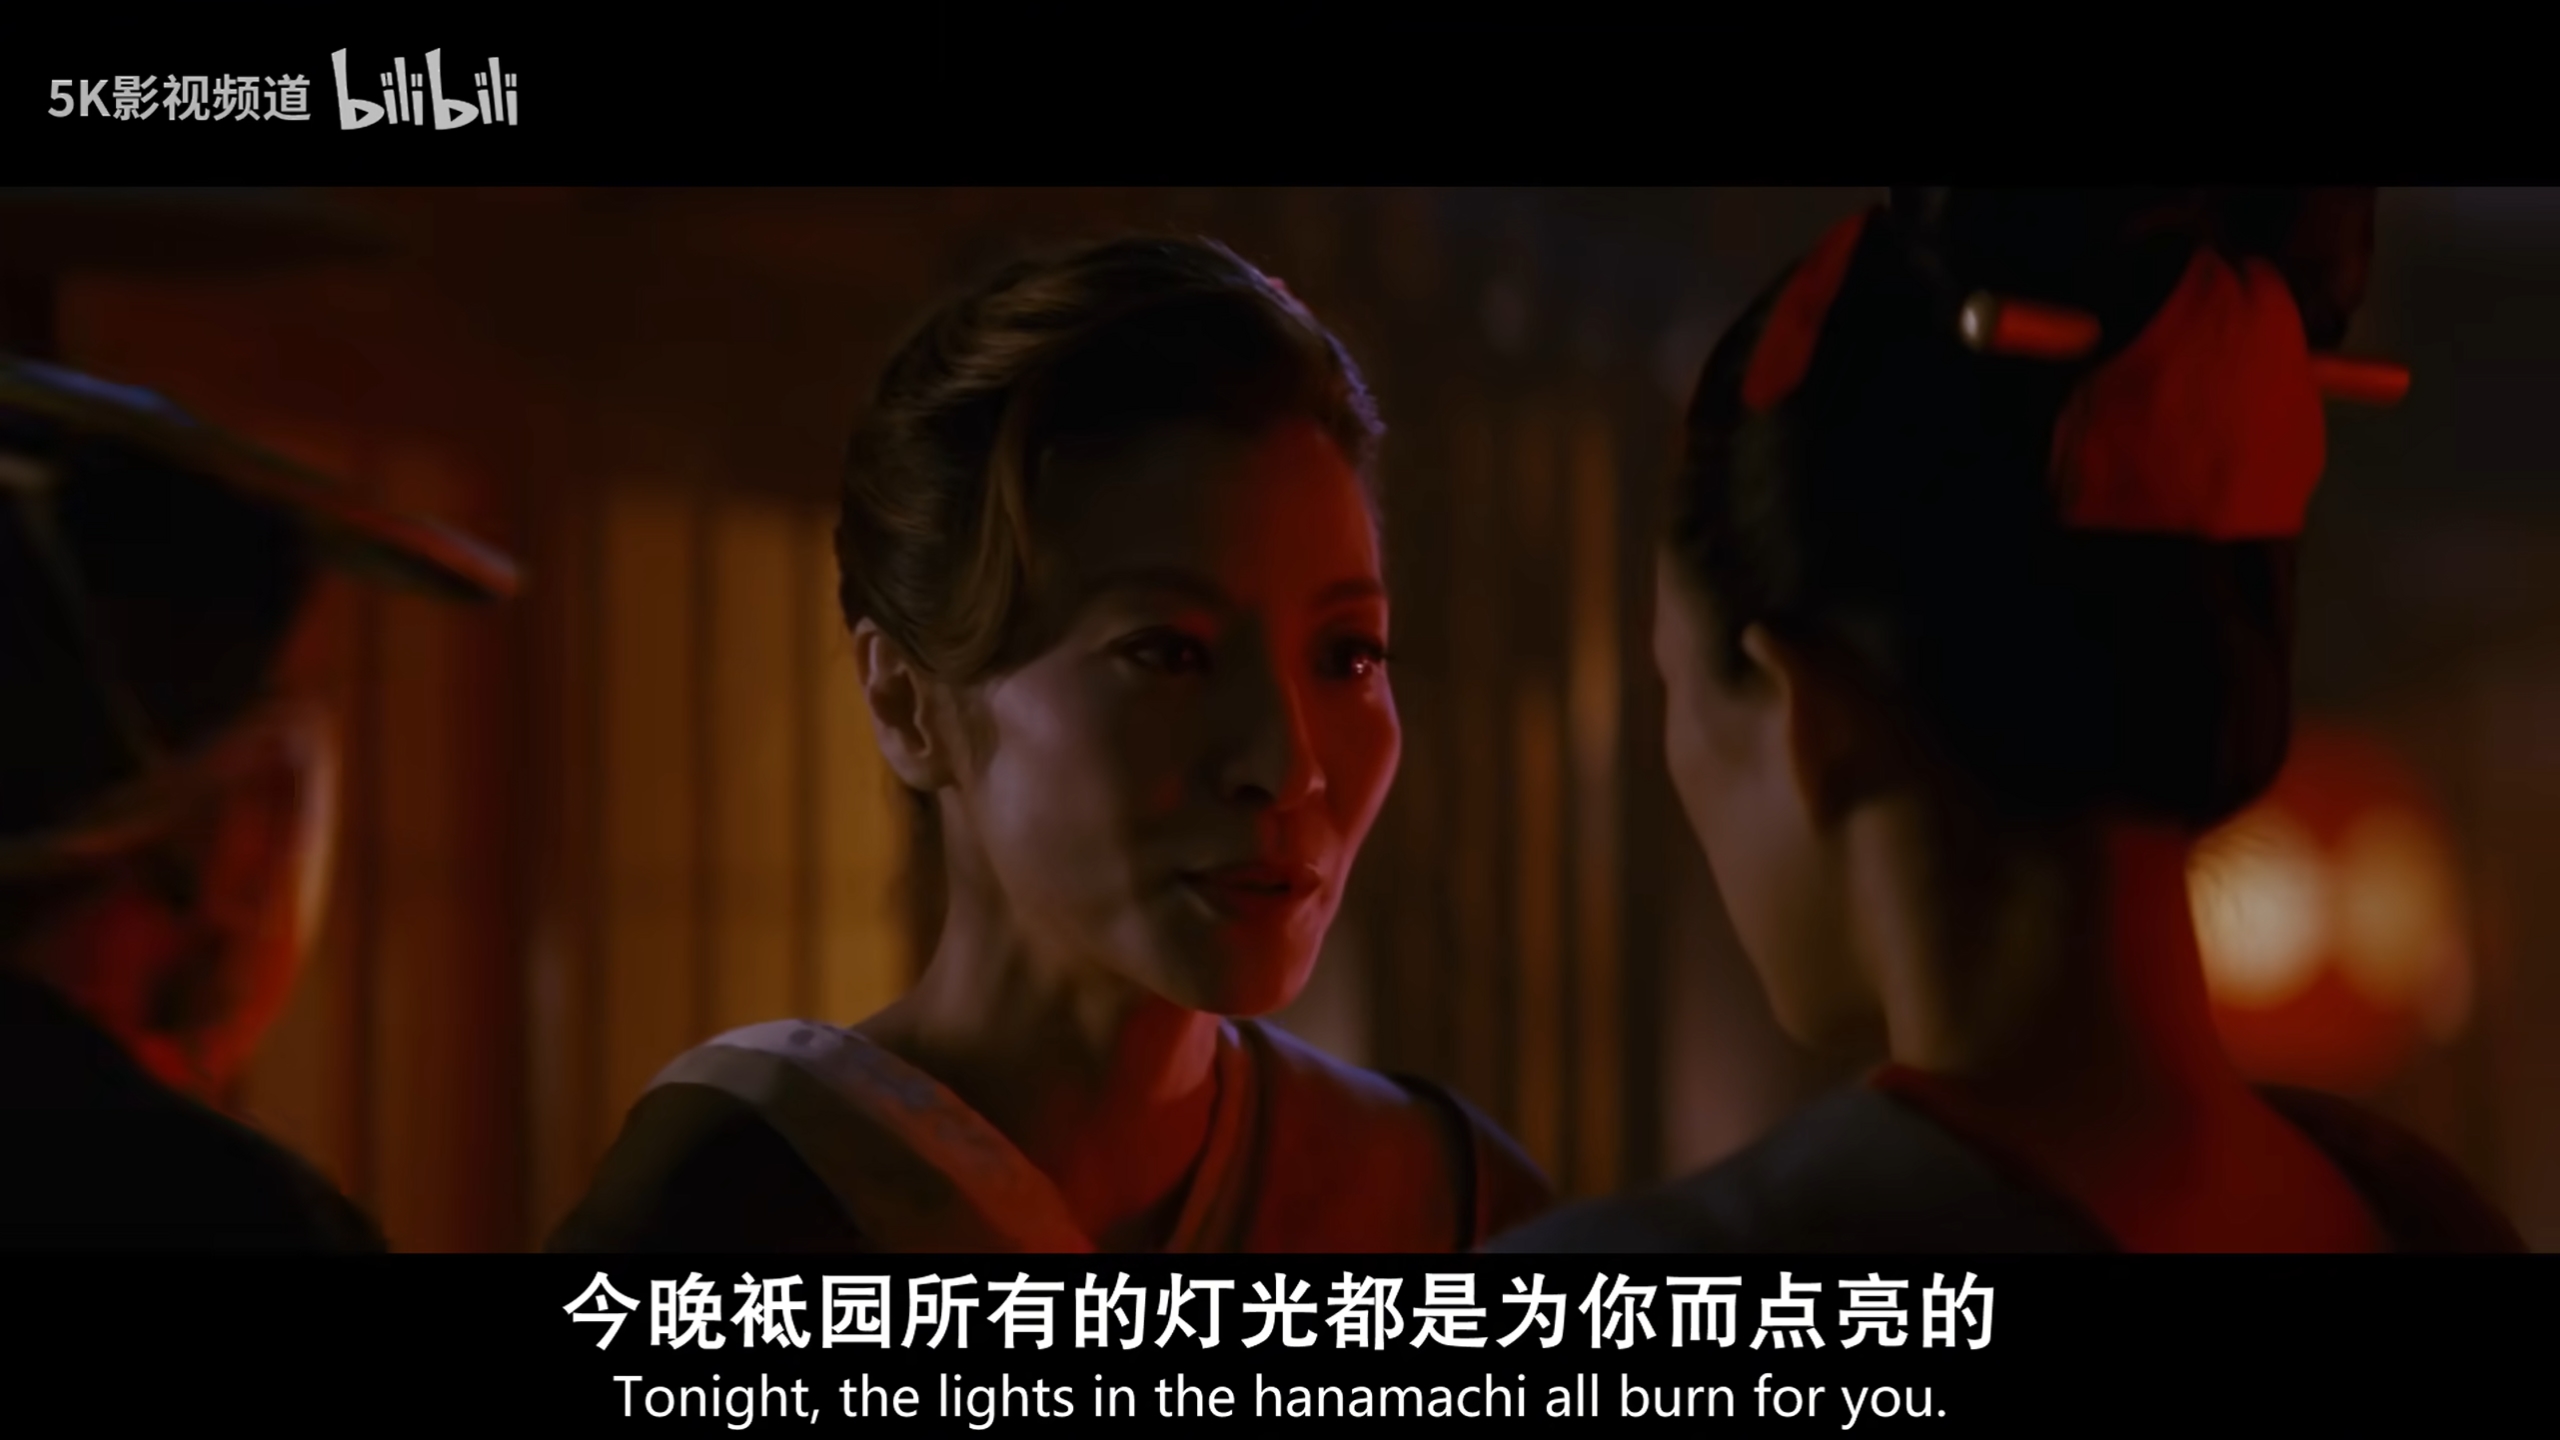 5K影视频道 bilibili
今晚祗园所有的灯光都是为你而点亮的
Tonight, the lights in the hanamachi all burn for you.